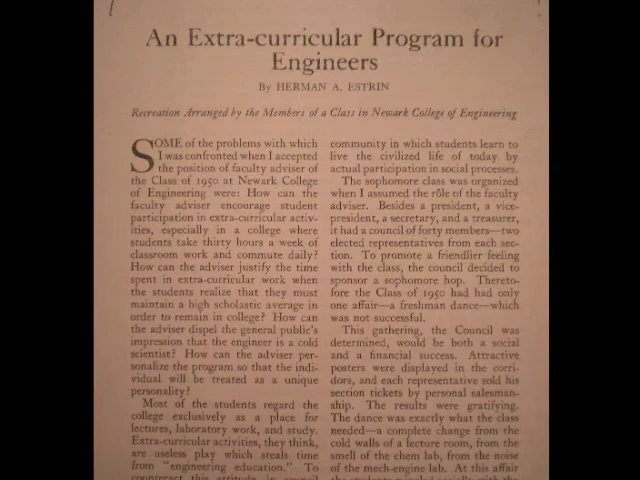 An Extra-curricular Program for
Engineers
By HERMAN A. ESTRIN
Recreation Arranged by the Members of a Class in Newark College of Engineering
SOME of the problems with which
I was confronted when I accepted
the position of faculty adviser of
the Class of 1950 at Newark College
of Engineering were: How can the
faculty adviser encourage student
participation in extra-curricular activ-
ities, especially in a college where
students take thirty hours a week of
classroom work and commute daily?
How can the adviser justify the time
spent in extra-curricular work when
the students realize that they must
maintain a high scholastic average in
order to remain in college? How can
the adviser dispel the general public's
impression that the engineer is a cold
scientist? How can the adviser per-
sonalize the program so that the indi-
vidual will be treated as a unique
personality?
Most of the students regard the
college exclusively as a place for
lectures, laboratory work, and study.
Extra-curricular activities, they think,
are useless play which steals time
from "engineering education." To
counteract this attitude, in council
community in which students learn to
live the civilized life of today by
actual participation in social processes.
The sophomore class was organized
when I assumed the rôle of the faculty
adviser. Besides a president, a vice-
president, a secretary, and a treasurer,
it had a council of forty members—two
elected representatives from each sec-
tion. To promote a friendlier feeling
with the class, the council decided to
sponsor a sophomore hop. Thereto-
fore the Class of 1950 had had only
one affair—a freshman dance—which
was not successful.
This gathering, the Council was
determined, would be both a social
and a financial success. Attractive
posters were displayed in the corri-
dors, and each representative sold his
section tickets by personal salesman-
ship. The results were gratifying.
The dance was exactly what the class
needed—a complete change from the
cold walls of a lecture room, from the
smell of the chem lab, from the noise
of the mech-engine lab. At this affair